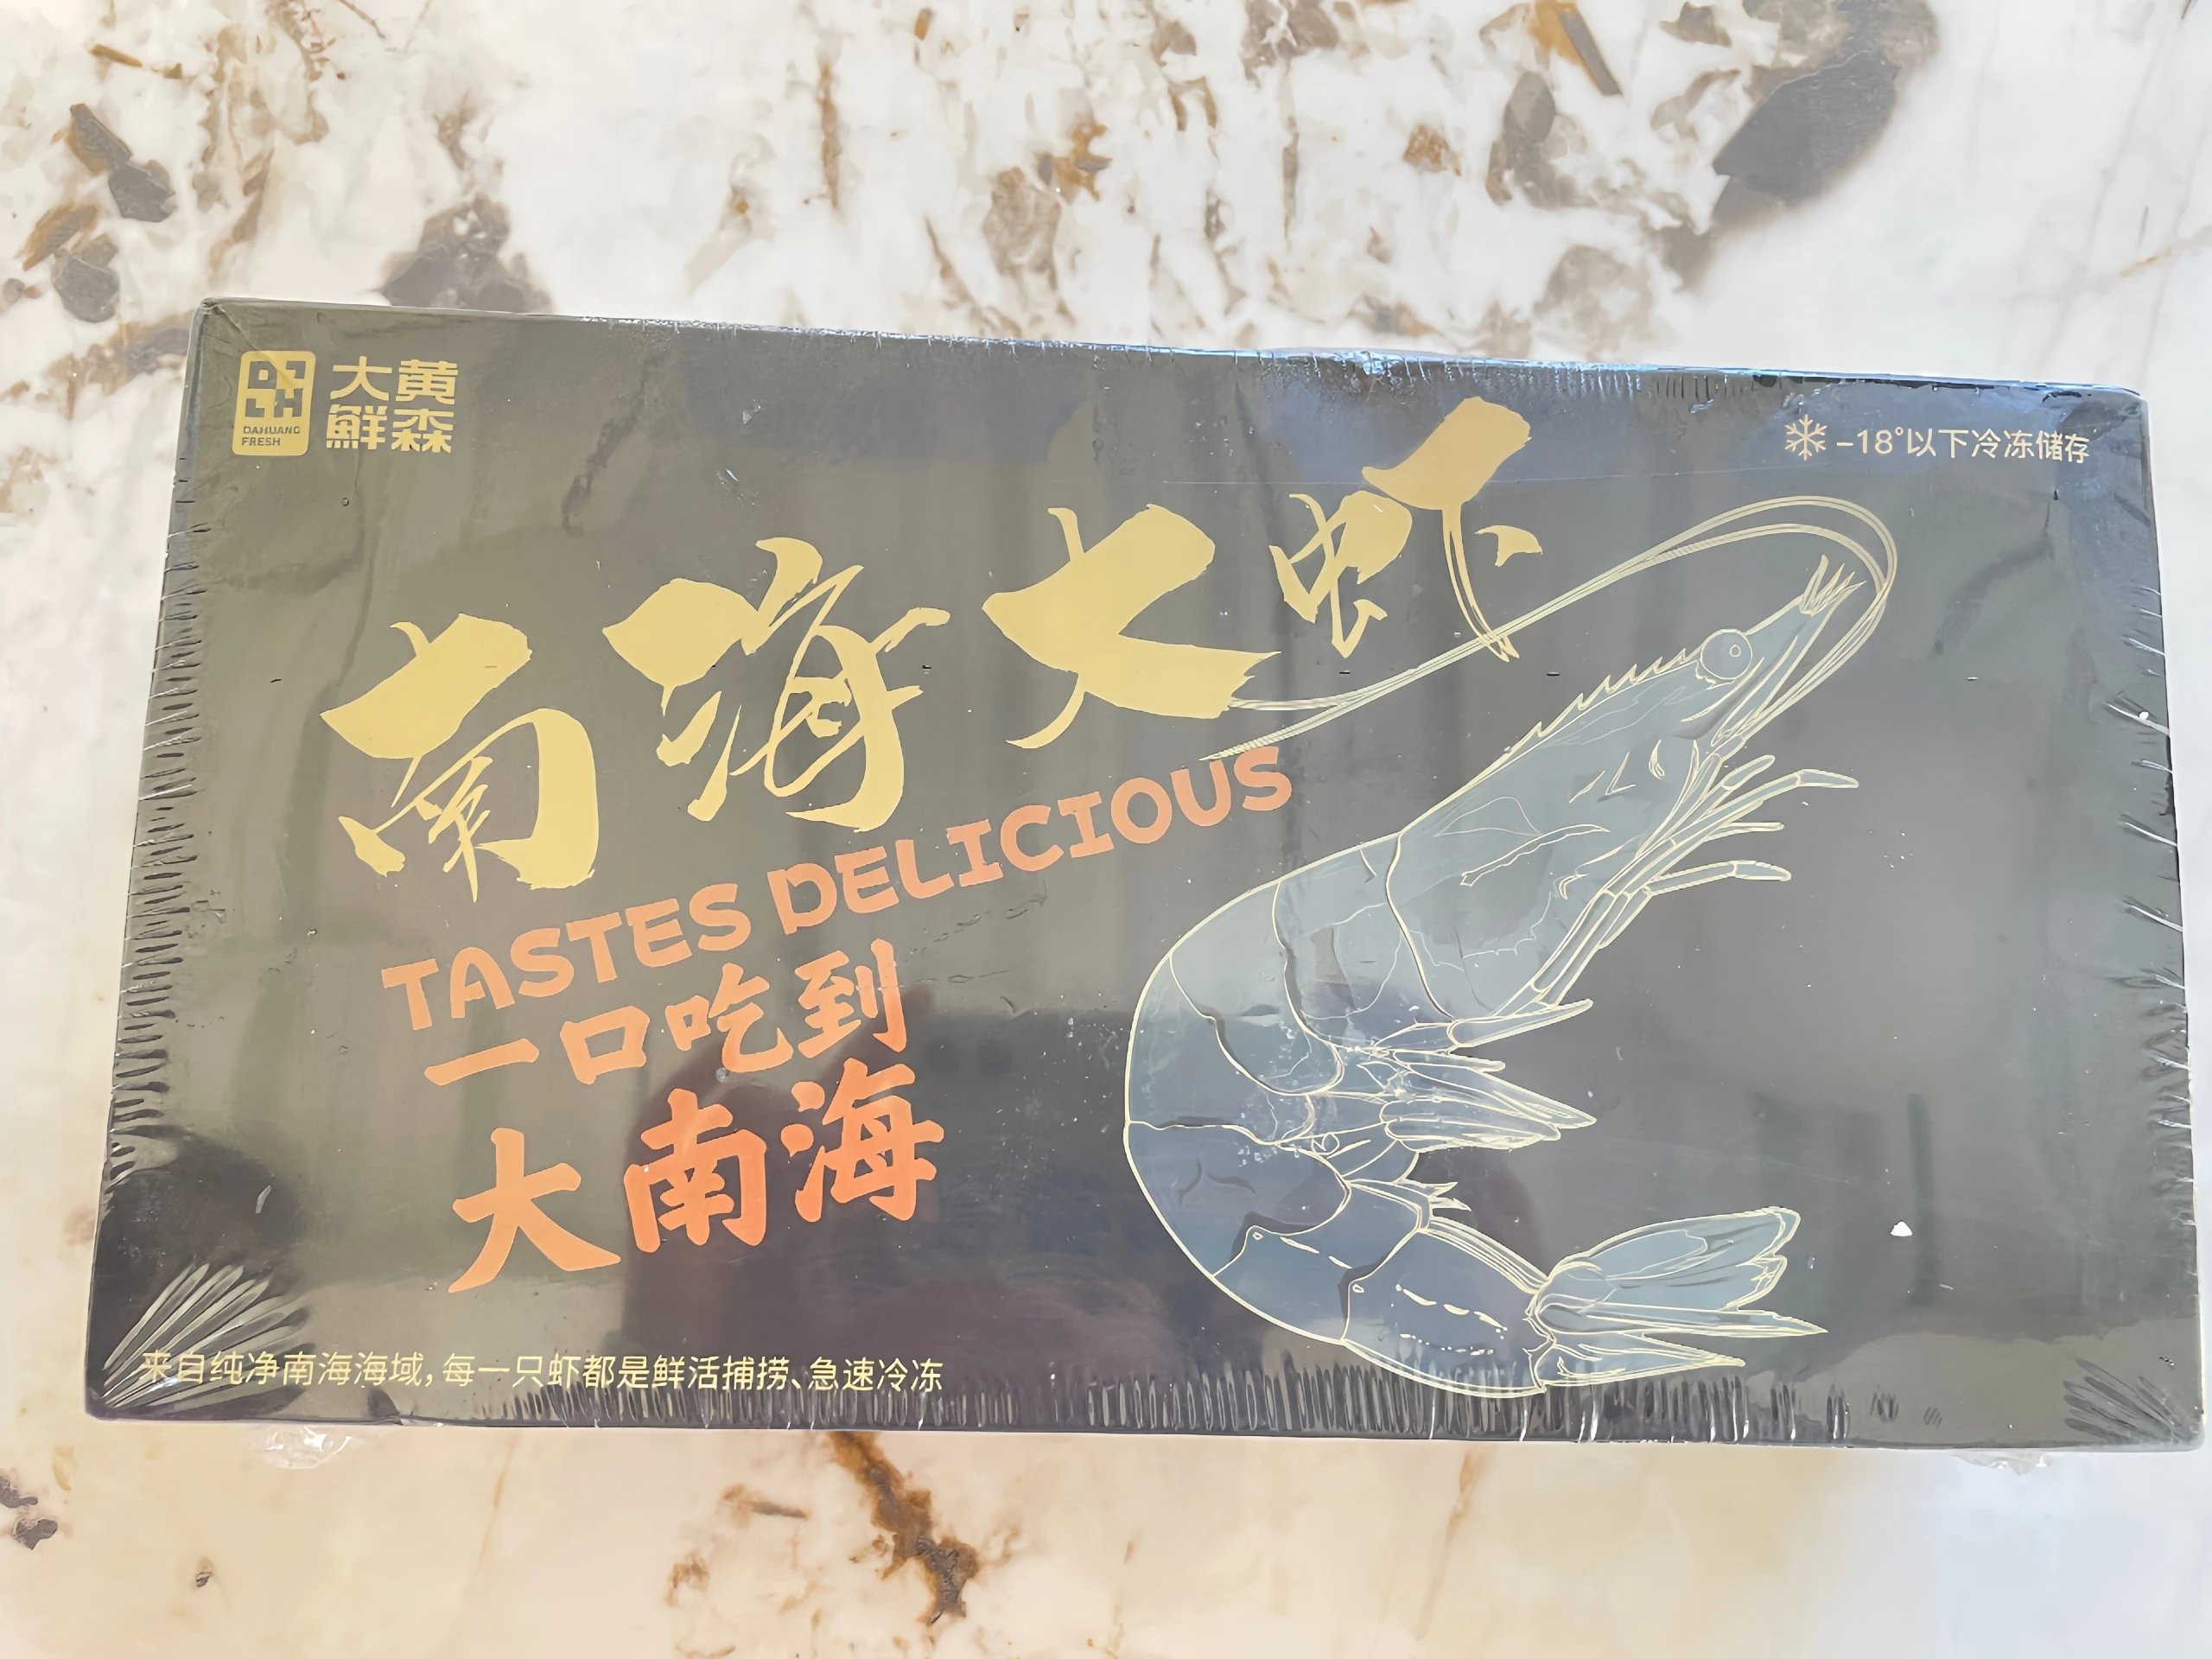 大黄
鲜森
DAHUANG
FRESH
-18°以下冷冻储存
南海大虾
TASTES DELICIOUS
一口吃到
大南海
来自纯净南海海域,每一只虾都是鲜活捕捞、急速冷冻